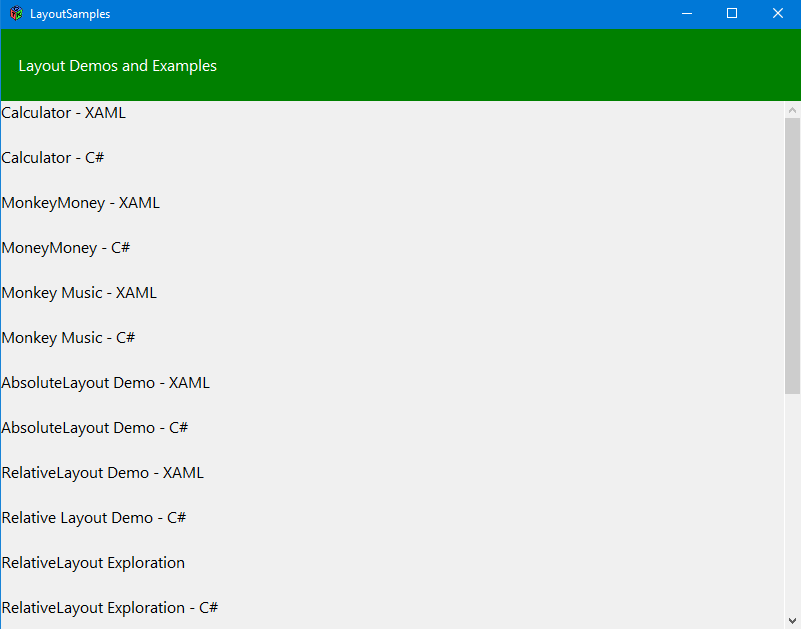 LayoutSamples
Layout Demos and Examples
Calculator - XAML
Calculator - C#
MonkeyMoney - XAML
MoneyMoney - C#
Monkey Music - XAML
Monkey Music - C#
AbsoluteLayout Demo - XAML
AbsoluteLayout Demo - C#
RelativeLayout Demo - XAML
Relative Layout Demo - C#
RelativeLayout Exploration
RelativeLayout Exploration - C#